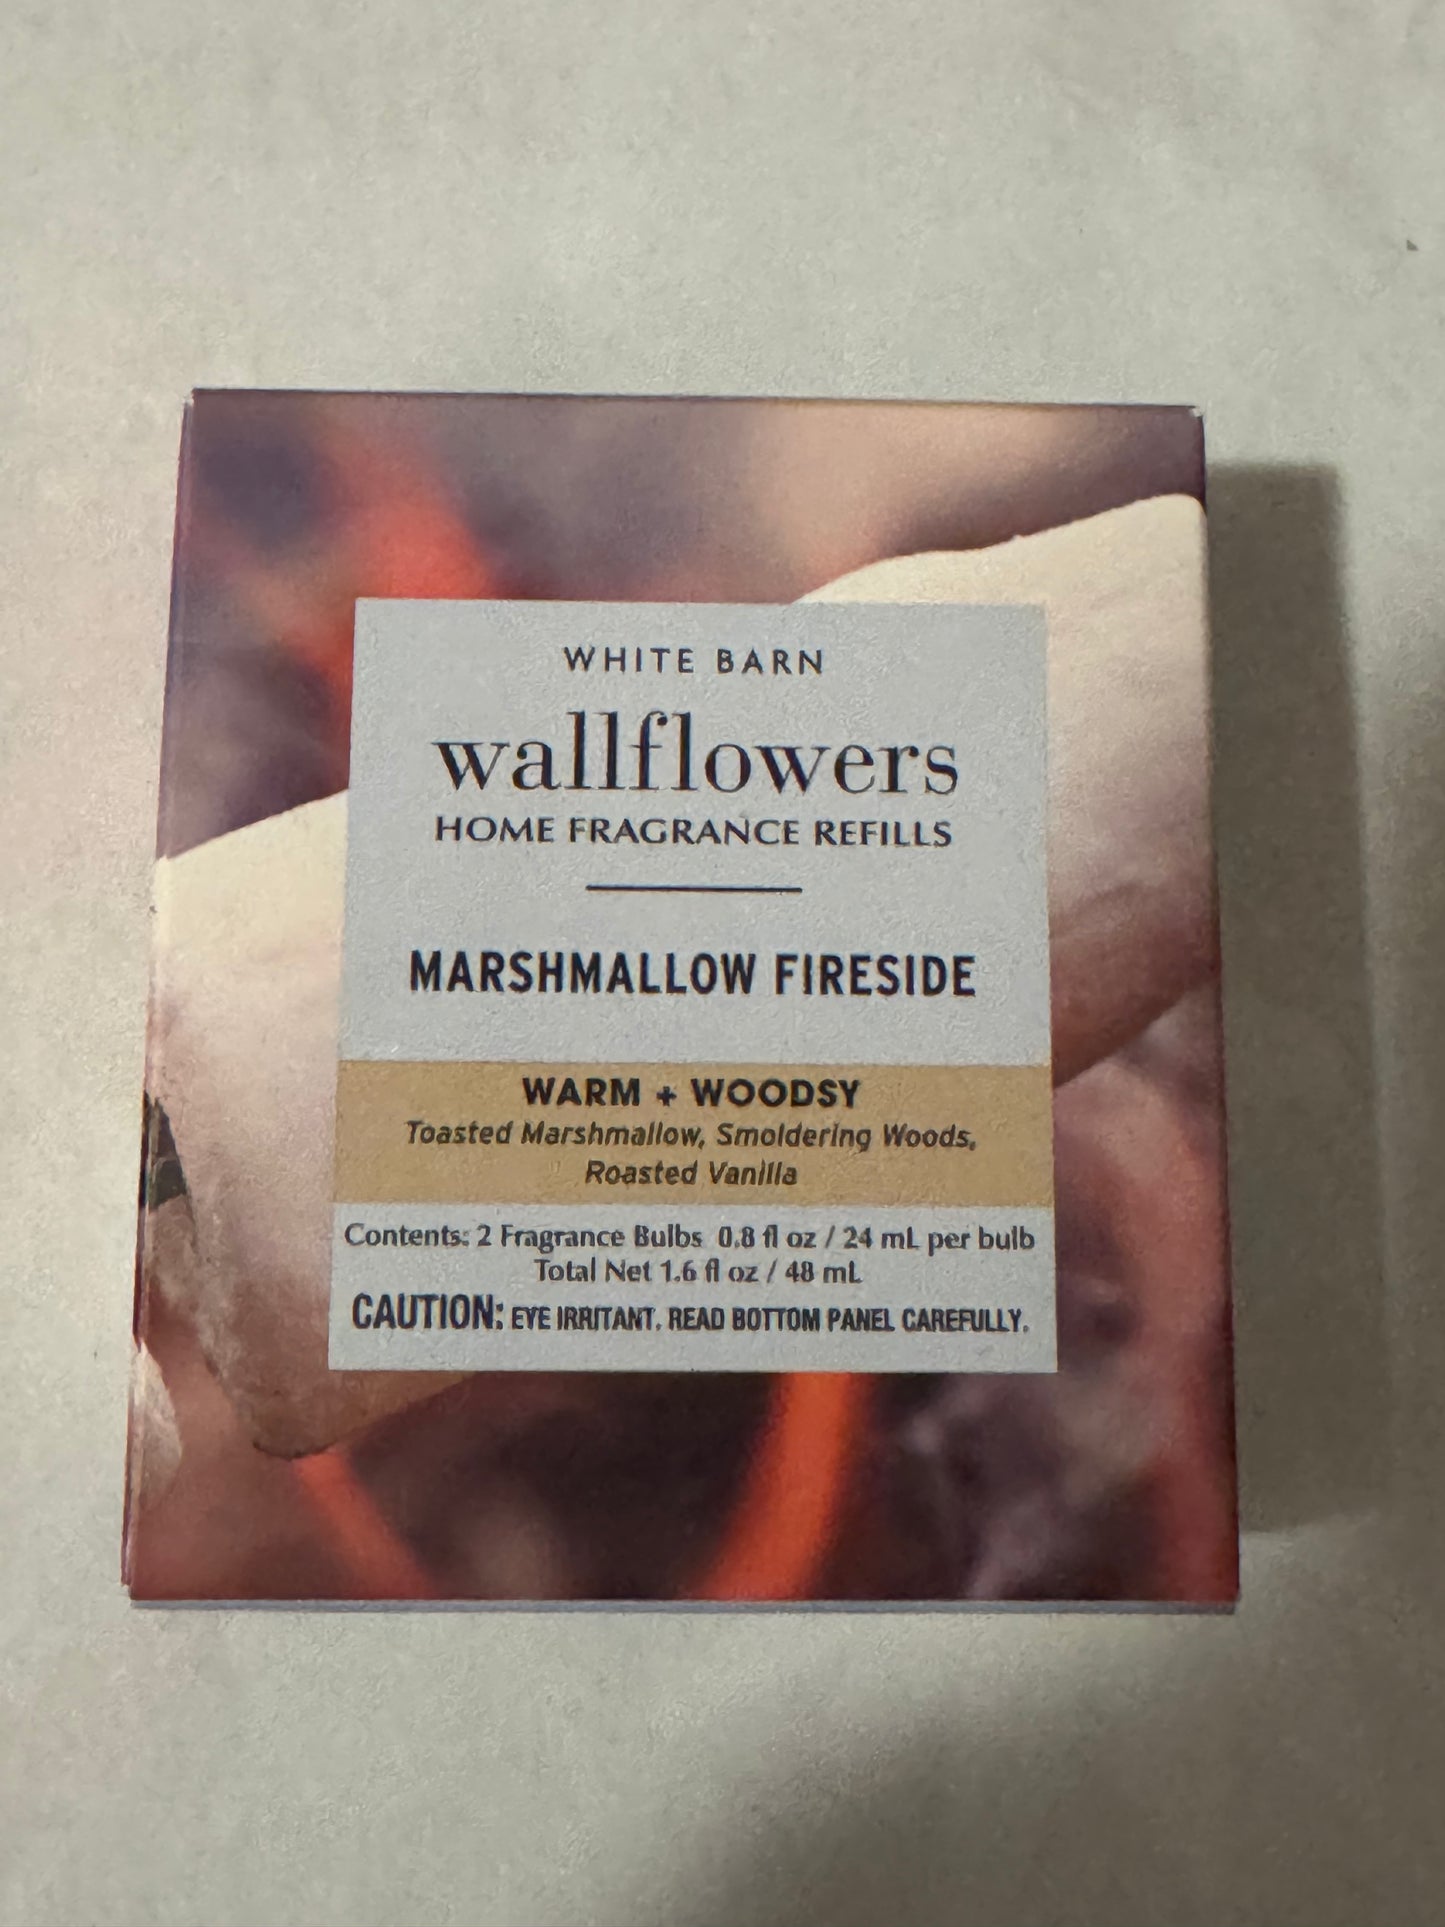 WHITE BARN
wallflowers
HOME FRAGRANCE REFILLS
MARSHMALLOW FIRESIDE
WARM + WOODSY
Toasted Marshmallow, Smoldering Woods,
Roasted Vanilla
Contents: 2 Fragrance Bulbs 0.8 fl oz / 24 mL per bulb
Total Net 1.6 fl oz / 48 mL
CAUTION: EYE IRRITANT. READ BOTTOM PANEL CAREFULLY.